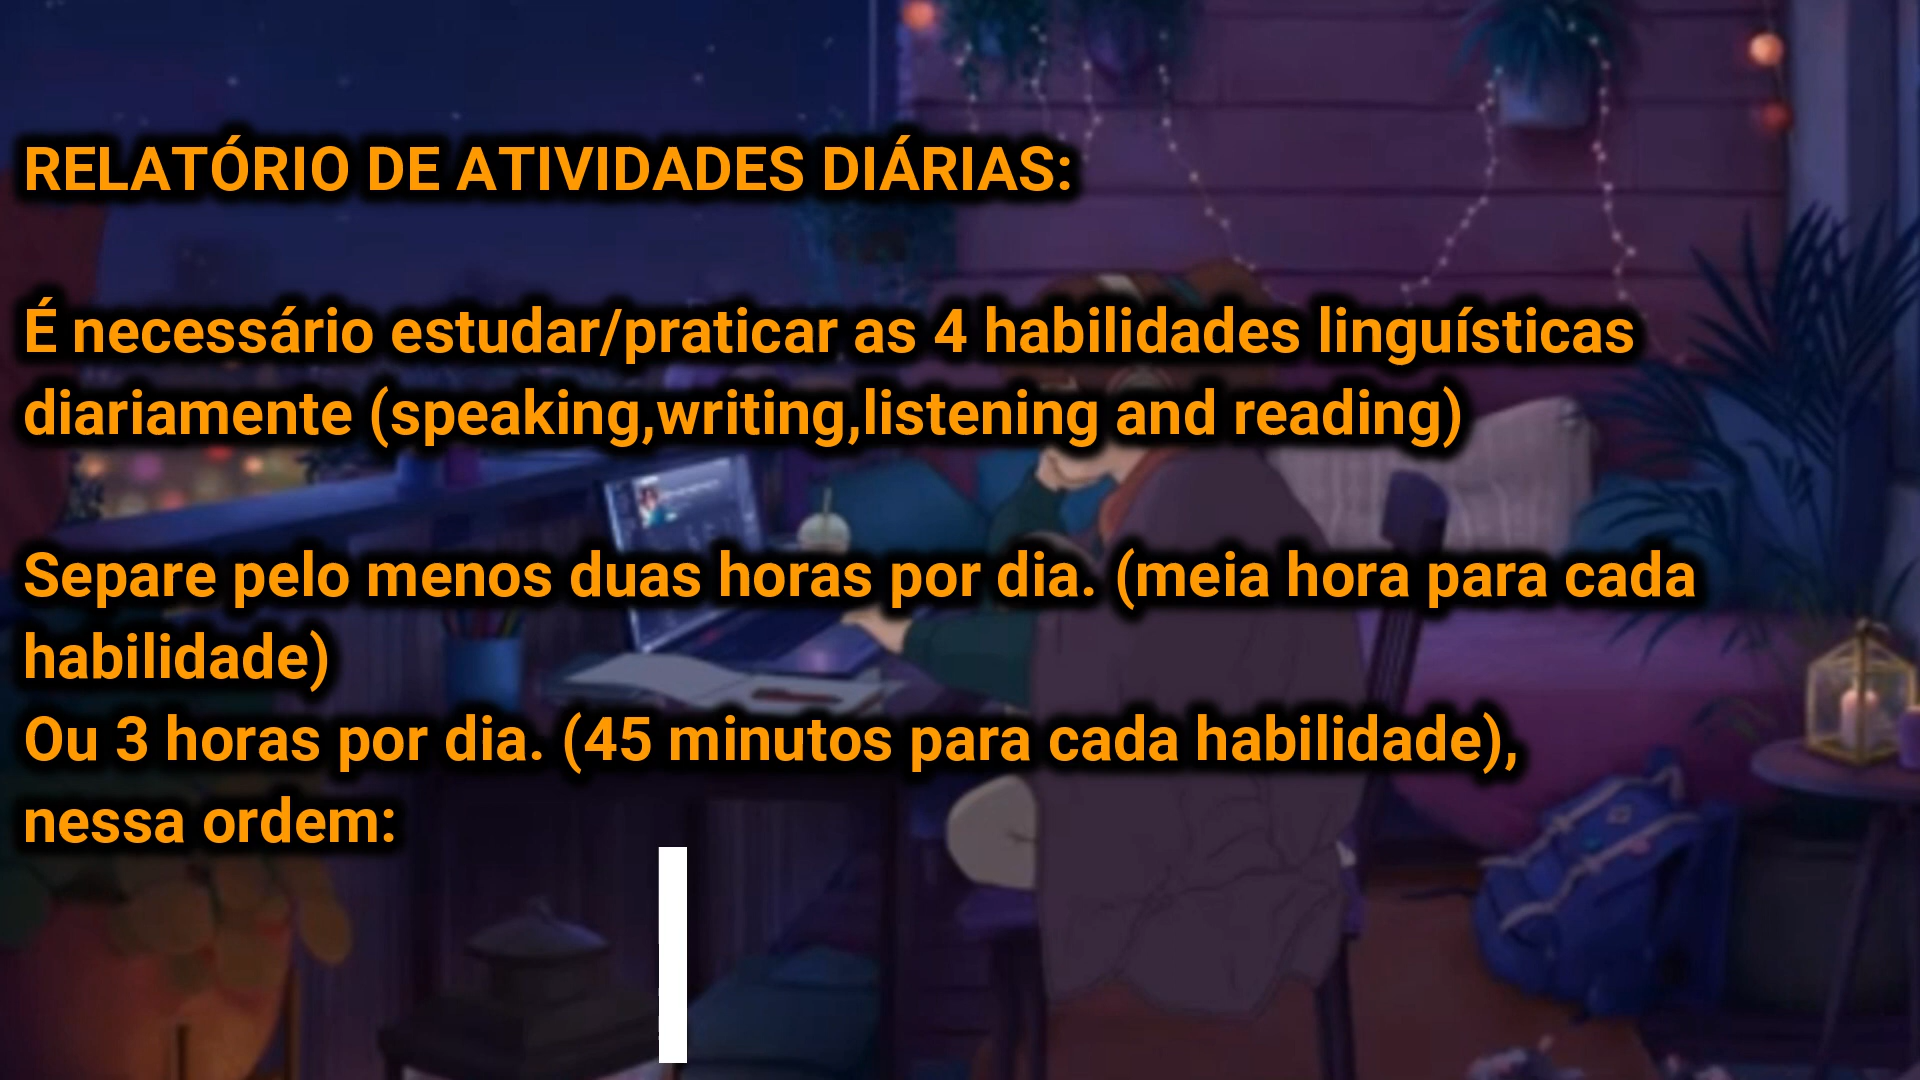 RELATÓRIO DE ATIVIDADES DIÁRIAS:
É necessário estudar/praticar as 4 habilidades linguísticas
diariamente (speaking,writing,listening and reading)
Separe pelo menos duas horas por dia. (meia hora para cada
habilidade)
Ou 3 horas por dia. (45 minutos para cada habilidade),
nessa ordem: